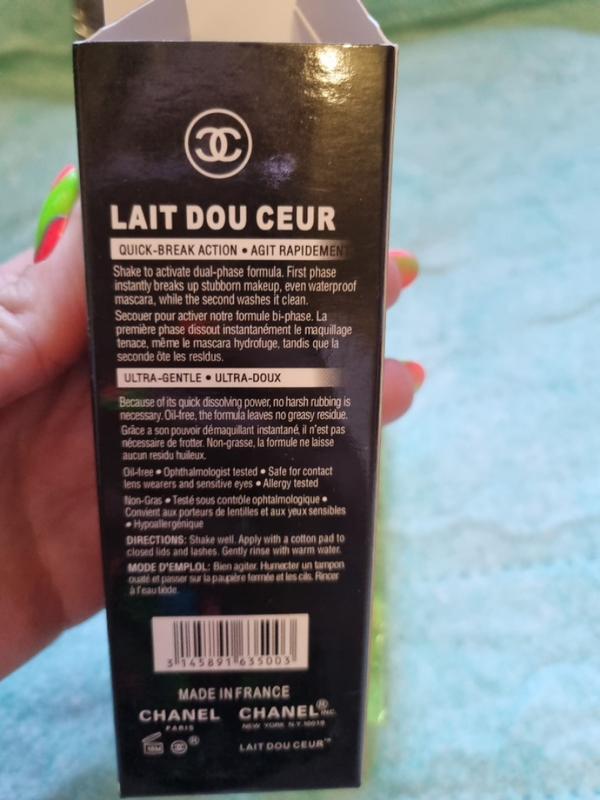 LAIT DOU CEUR
QUICK-BREAK ACTION • AGIT RAPIDEMENT
Shake to activate dual-phase formula. First phase
instantly breaks up stubborn makeup, even waterproof
mascara, while the second washes it clean.
Secouer pour activer notre formule bi-phase. La
première phase dissout instantanément le maquillage
tenace, même le mascara hydrofuge, tandis que la
seconde ôte les resldus.
ULTRA-GENTLE • ULTRA-DOUX
Because of its quick dissolving power, no harsh rubbing is
necessary. Oil-free, the formula leaves no greasy residue.
Grâce a son pouvoir démaquillant instantané, il n'est pas
nécessaire de frotter. Non-grasse, la formule ne laisse
aucun residu huileux.
Oil-free • Ophthalmologist tested • Safe for contact
lens wearers and sensitive eyes • Allergy tested
Non-Gras • Testé sous contrôle ophtalmologique •
Convient aux porteurs de lentilles et aut yeux sensibles
• Hypoallergénique
DIRECTIONS: Shake well. Apply with a cotton pad to
closed lids and lashes. Gently rinse with warm water.
MODE D'EMPLOL: Bien agiter. Humecter un tampon
ouaté et passer sur la paupière fermée et les cils. Rincer
à l'eau tiède.
3 145891 635003
MADE IN FRANCE
CHANEL CHANEL® INC.
PARIS NEW YORK N.Y. 10019
18M ®
LAIT DOU CEUR™